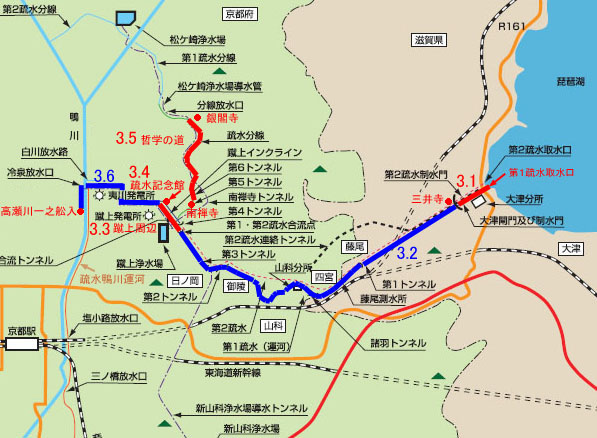 第2疏水分線
京都府
R161
松ケ崎浄水場
滋賀県
第1疏水分線
琵琶湖
松ケ崎浄水場導水管
分線放水口
鴨川
銀閣寺
3.5 哲学の道
疏水分線
白川放水路
蹴上インクライン
第2疏水取水口
3.4
疏水記念館
第6トンネル
第2疏水制水門
第1疏水取水口
冷泉放水口
3.6
第5トンネル
3.1
夷川発電所
南禅寺トンネル
三井寺
大津分所
高瀬川一之舩入
蹴上発電所
南禅寺
第4トンネル
大津閘門及び制水門
3.3 蹴上周辺
第1・第2疏水合流点
第2疏水連絡トンネル
藤尾
3.2
大津
合流トンネル
第3トンネル
蹴上浄水場
山科分所
四宮
疏水鴨川運河
日ノ岡
御陵
第1トンネル
第2トンネル
藤尾測水所
塩小路放水口
第2疏水
山科
諸羽トンネル
京都駅
第1疏水(運河)
東海道新幹線
三ノ橋放水口
新山科浄水場導水トンネル
新山科浄水場